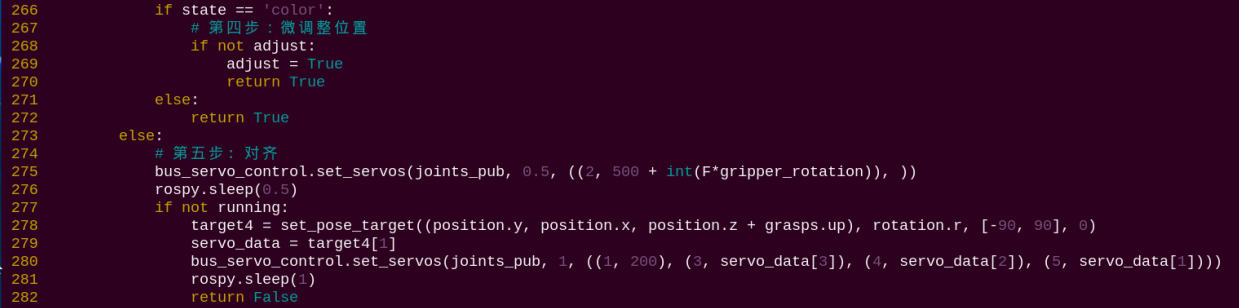 266             if state == 'color':
267                 # 第四步：微调整位置
268                 if not adjust:
269                     adjust = True
270                     return True
271             else:
272                 return True
273         else:
274             # 第五步：对齐
275             bus_servo_control.set_servos(joints_pub, 0.5, ((2, 500 + int(F*gripper_rotation)), ))
276             rospy.sleep(0.5)
277             if not running:
278                 target4 = set_pose_target((position.y, position.x, position.z + grasps.up), rotation.r, [-90, 90], 0)
279                 servo_data = target4[1]
280                 bus_servo_control.set_servos(joints_pub, 1, ((1, 200), (3, servo_data[3]), (4, servo_data[2]), (5, servo_data[1])))
281                 rospy.sleep(1)
282                 return False